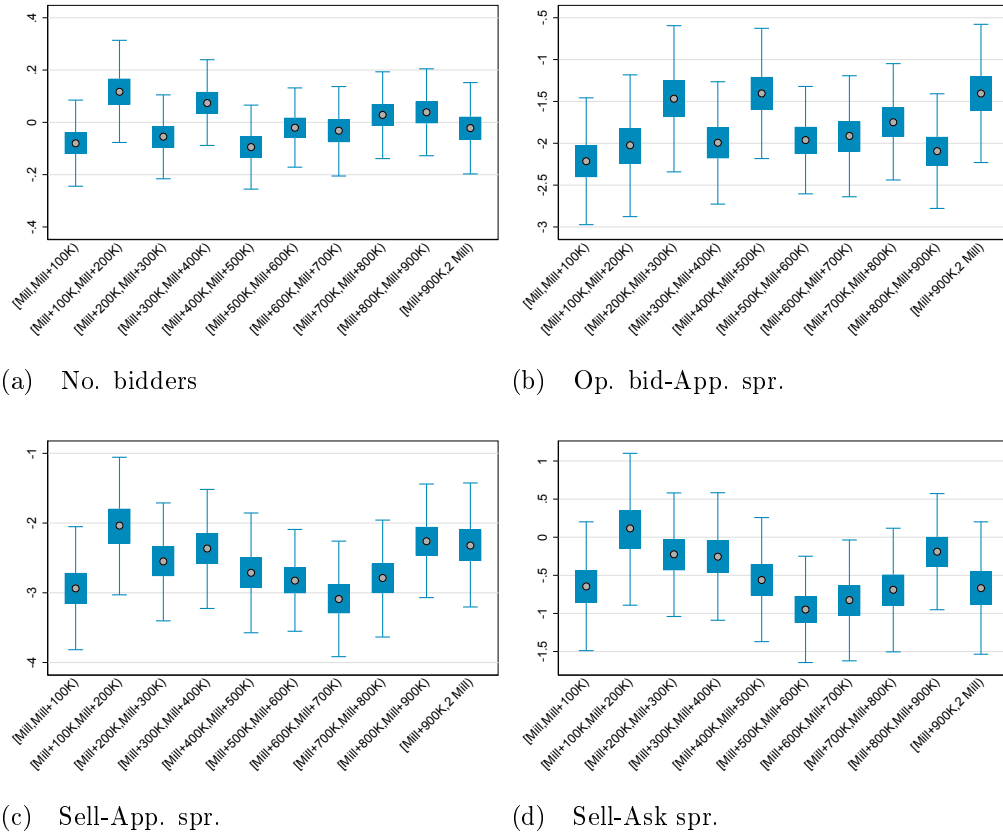 .4
.2
0
-.2
-.4
[Mill,Mill+100K)
[Mill+100K,Mill+200K)
[Mill+200K,Mill+300K)
[Mill+300K,Mill+400K)
[Mill+400K,Mill+500K)
[Mill+500K,Mill+600K)
[Mill+600K,Mill+700K)
[Mill+700K,Mill+800K)
[Mill+800K,Mill+900K)
[Mill+900K,2 Mill)
(a) No. bidders
-.5
-1
-1.5
-2
-2.5
-3
[Mill,Mill+100K)
[Mill+100K,Mill+200K)
[Mill+200K,Mill+300K)
[Mill+300K,Mill+400K)
[Mill+400K,Mill+500K)
[Mill+500K,Mill+600K)
[Mill+600K,Mill+700K)
[Mill+700K,Mill+800K)
[Mill+800K,Mill+900K)
[Mill+900K,2 Mill)
(b) Op. bid-App. spr.
-1
-2
-3
-4
[Mill,Mill+100K)
[Mill+100K,Mill+200K)
[Mill+200K,Mill+300K)
[Mill+300K,Mill+400K)
[Mill+400K,Mill+500K)
[Mill+500K,Mill+600K)
[Mill+600K,Mill+700K)
[Mill+700K,Mill+800K)
[Mill+800K,Mill+900K)
[Mill+900K,2 Mill)
(c) Sell-App. spr.
1
.5
0
-.5
-1
-1.5
[Mill,Mill+100K)
[Mill+100K,Mill+200K)
[Mill+200K,Mill+300K)
[Mill+300K,Mill+400K)
[Mill+400K,Mill+500K)
[Mill+500K,Mill+600K)
[Mill+600K,Mill+700K)
[Mill+700K,Mill+800K)
[Mill+800K,Mill+900K)
[Mill+900K,2 Mill)
(d) Sell-Ask spr.